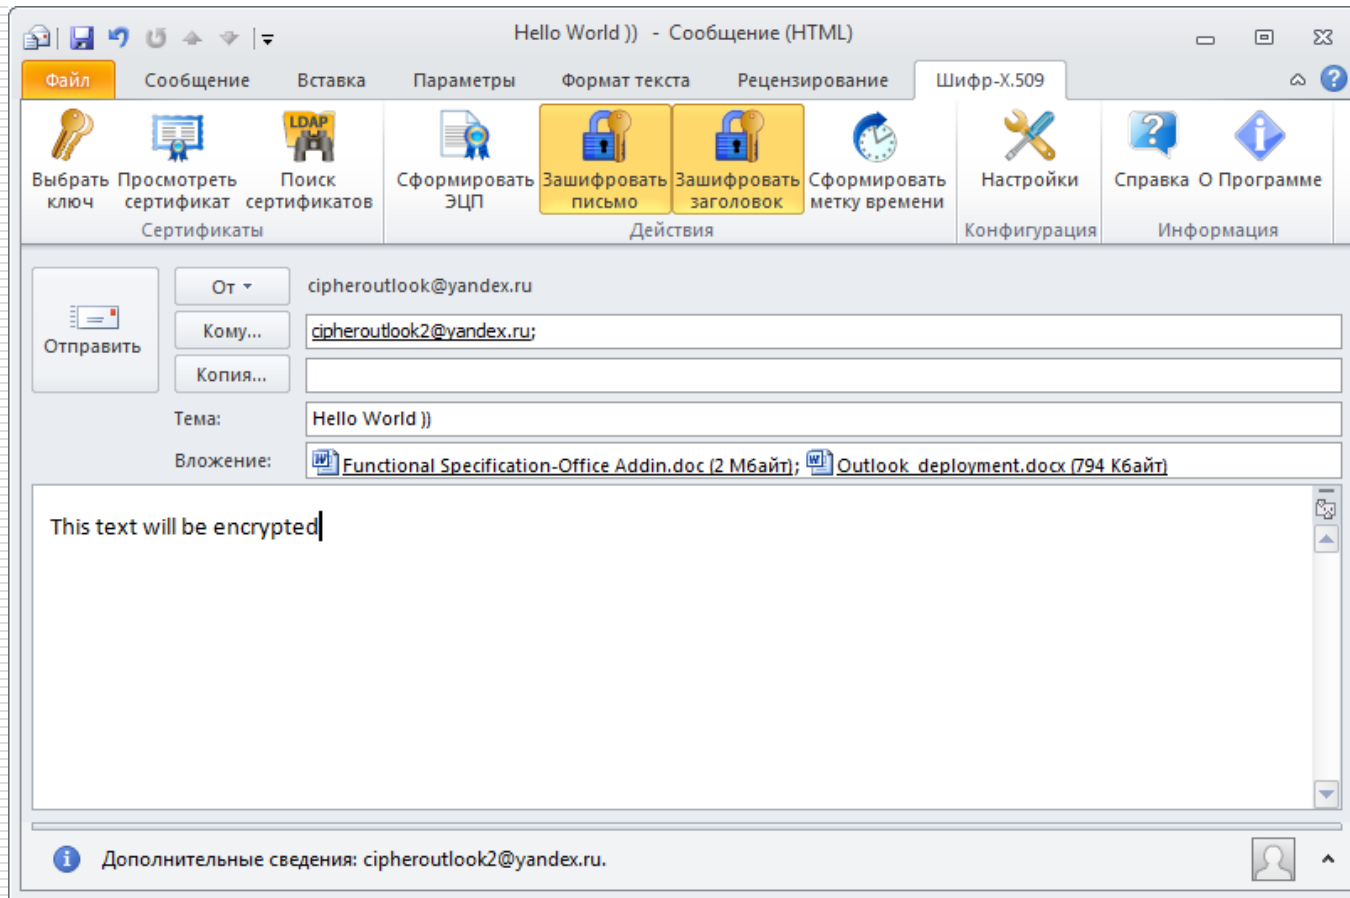 Hello World )) - Сообщение (HTML)
Файл Сообщение Вставка Параметры Формат текста Рецензирование Шифр-X.509
LDAP
Выбрать ключ
Просмотреть сертификат
Поиск сертификатов
Сформировать ЭЦП
Зашифровать письмо
Зашифровать заголовок
Сформировать метку времени
Настройки
Справка
О Программе
Сертификаты Действия Конфигурация Информация
Отправить
От cipheroutlook@yandex.ru
Кому... cipheroutlook2@yandex.ru;
Копия...
Тема: Hello World ))
Вложение: Functional Specification-Office Addin.doc (2 Мбайт); Outlook_deployment.docx (794 Кбайт)
This text will be encrypted
Дополнительные сведения: cipheroutlook2@yandex.ru.